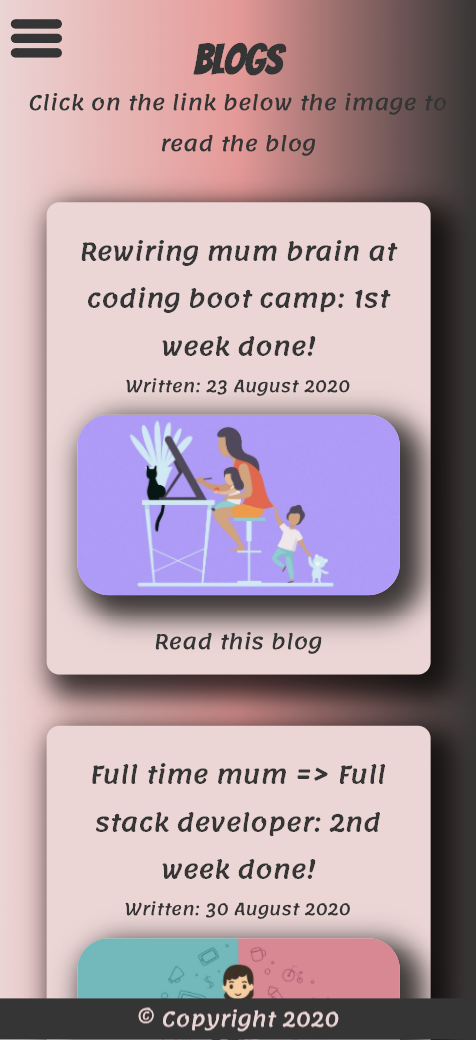 BLOGS
Click on the link below the image to
read the blog
Rewiring mum brain at
coding boot camp: 1st
week done!
Written: 23 August 2020
Read this blog
Full time mum => Full
stack developer: 2nd
week done!
Written: 30 August 2020
© Copyright 2020